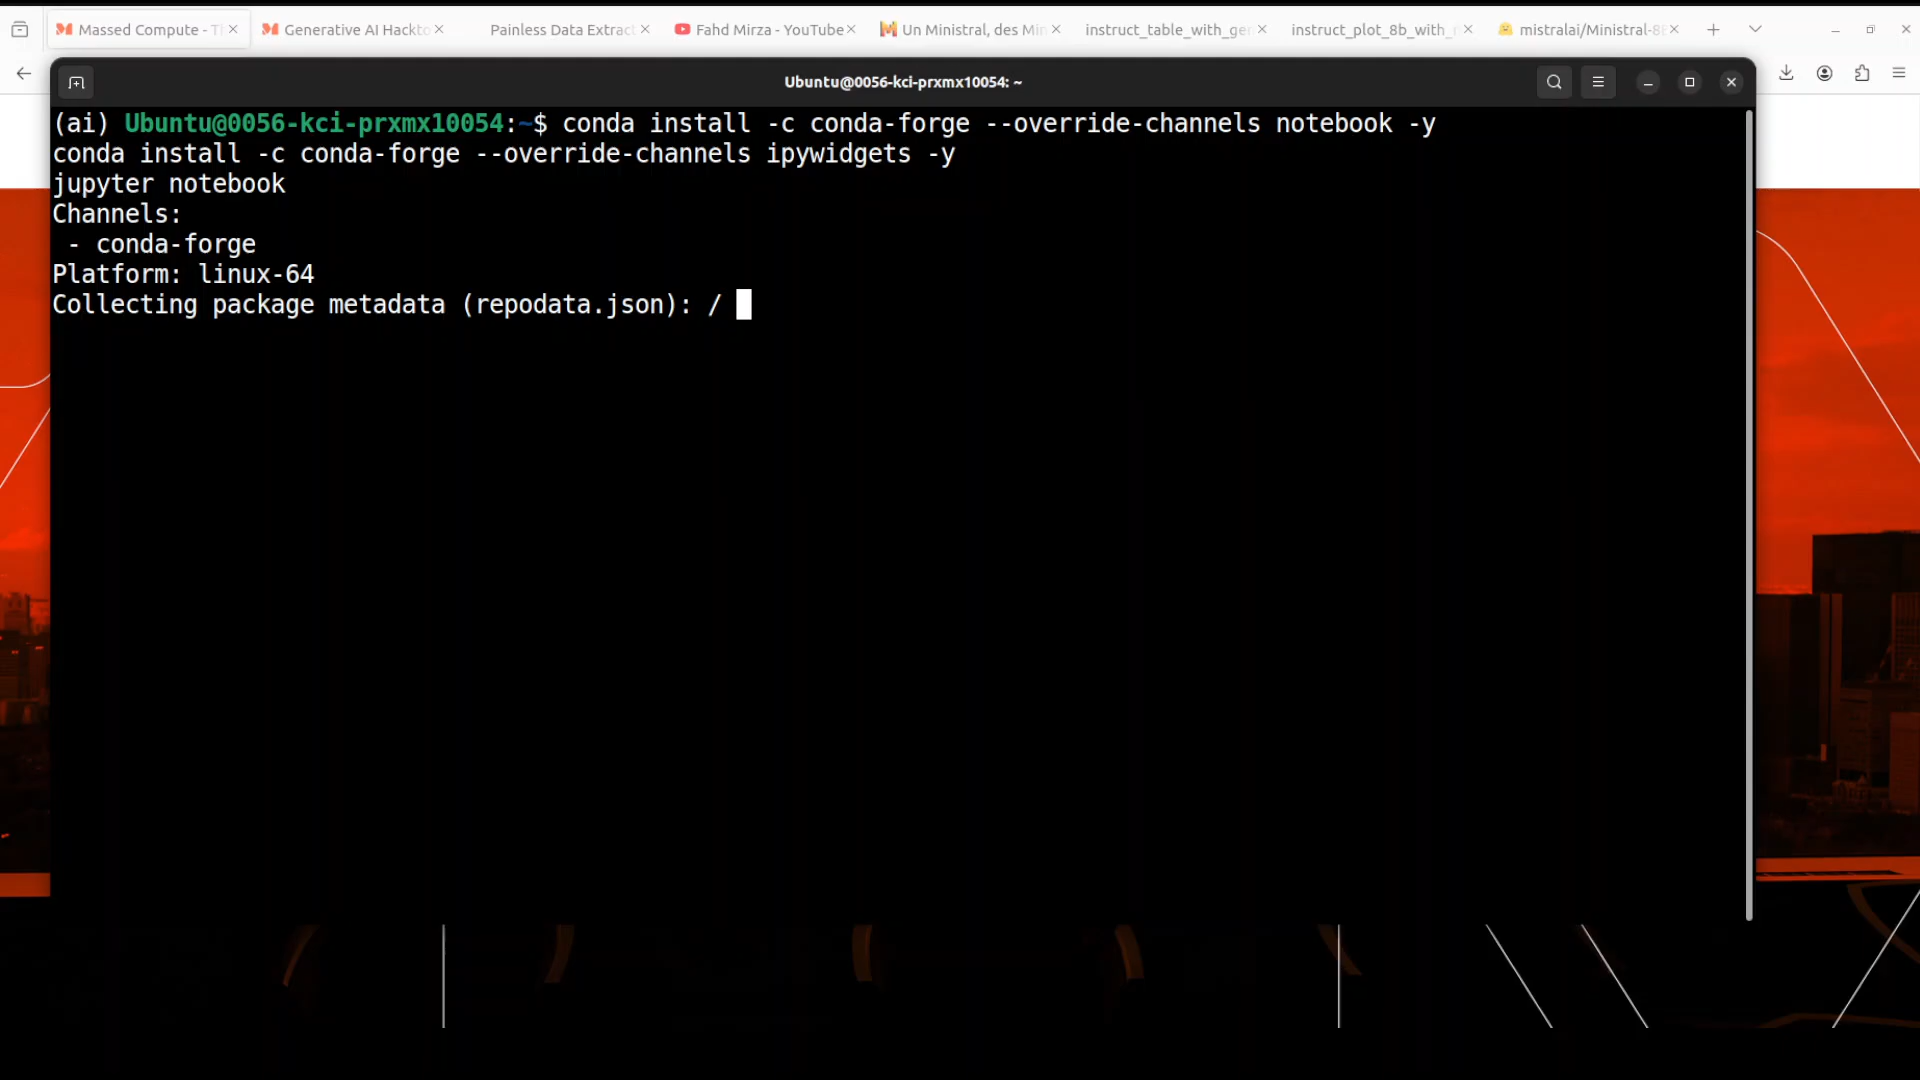 Massed Compute - T
Generative AI Hackto
Painless Data Extract
Fahd Mirza - YouTube
Un Ministral, des Min
instruct_table_with_ge
instruct_plot_8b_with_
mistralai/Ministral-8
Ubuntu@0056-kci-prxmx10054: ~
(ai) Ubuntu@0056-kci-prxmx10054:~$ conda install -c conda-forge --override-channels notebook -y
conda install -c conda-forge --override-channels ipywidgets -y
jupyter notebook
Channels:
 - conda-forge
Platform: linux-64
Collecting package metadata (repodata.json): /